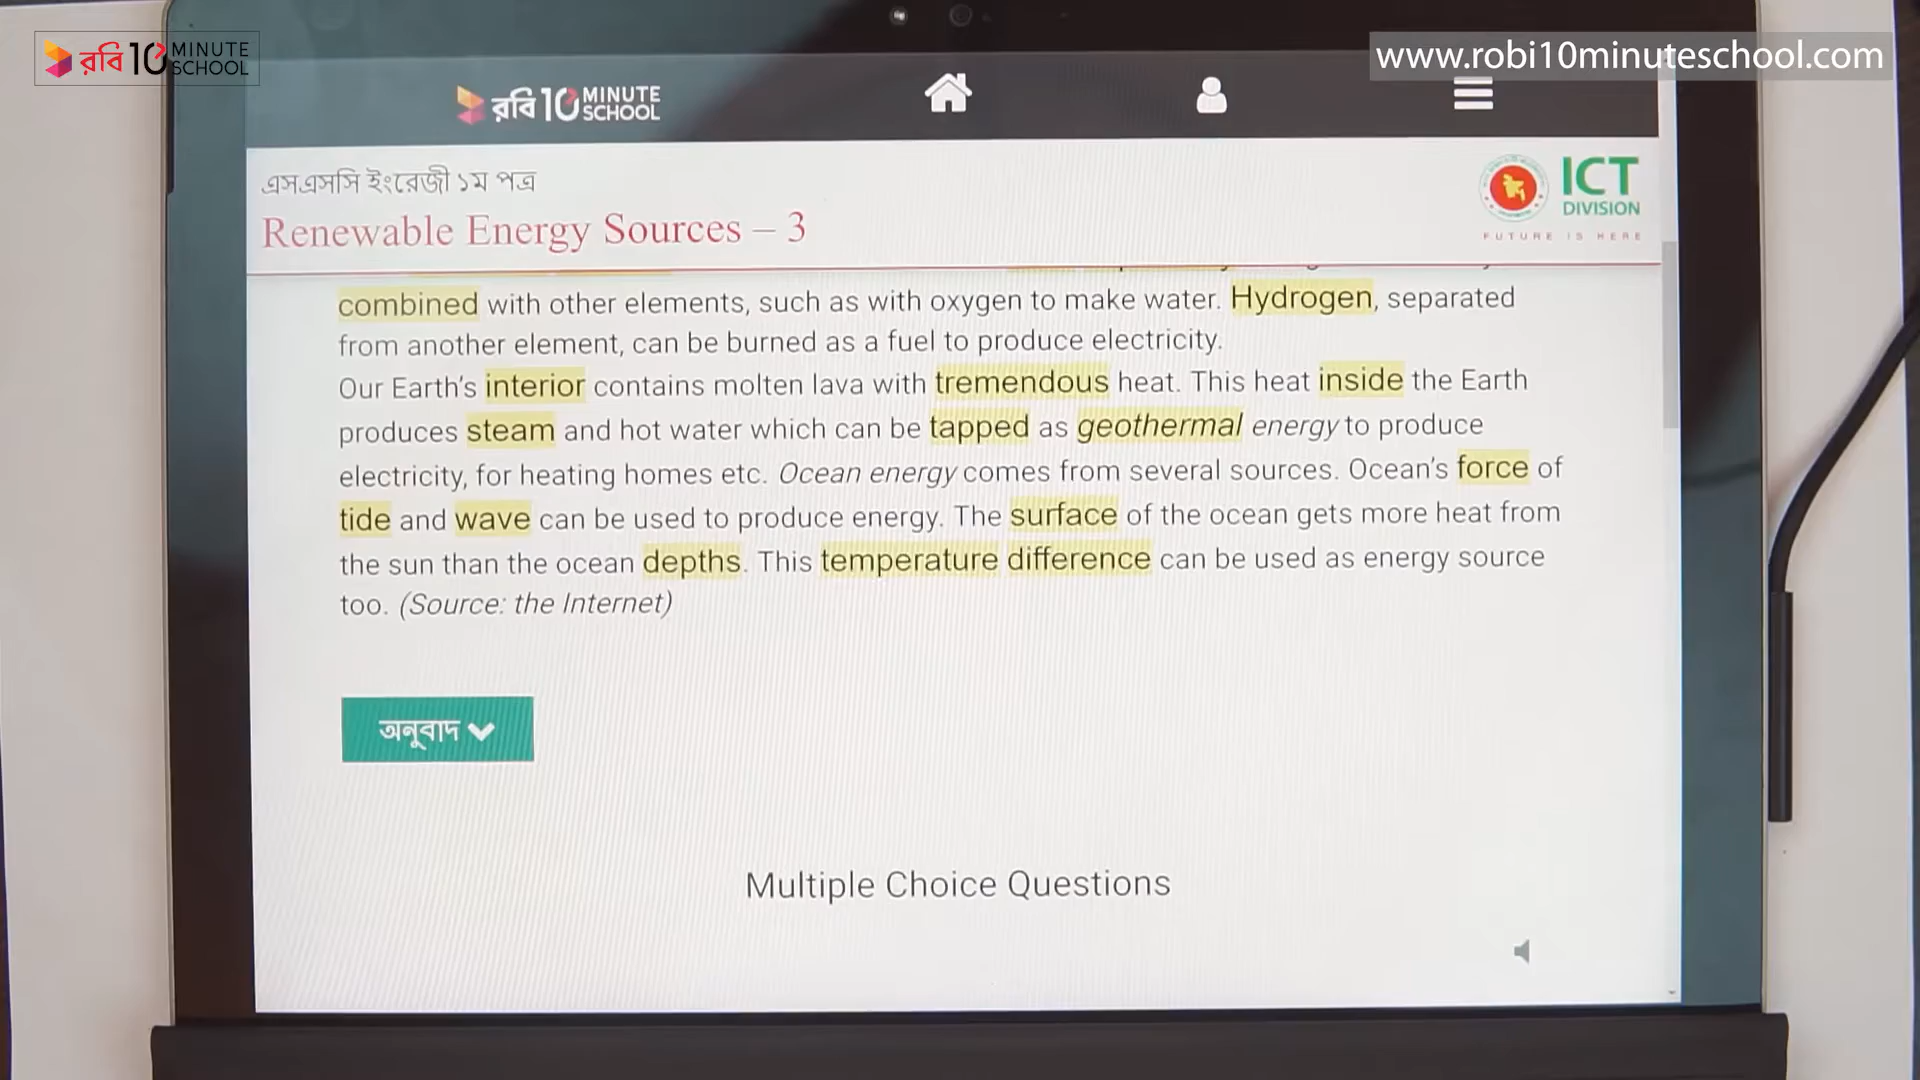 রবি 10 MINUTE SCHOOL
www.robi10minuteschool.com
রবি 10 MINUTE SCHOOL
এসএসসি ইংরেজী ১ম পত্র
Renewable Energy Sources – 3
ICT
DIVISION
FUTURE IS HERE
combined with other elements, such as with oxygen to make water. Hydrogen, separated
from another element, can be burned as a fuel to produce electricity.
Our Earth's interior contains molten lava with tremendous heat. This heat inside the Earth
produces steam and hot water which can be tapped as geothermal energy to produce
electricity, for heating homes etc. Ocean energy comes from several sources. Ocean's force of
tide and wave can be used to produce energy. The surface of the ocean gets more heat from
the sun than the ocean depths. This temperature difference can be used as energy source
too. (Source: the Internet)
অনুবাদ
Multiple Choice Questions